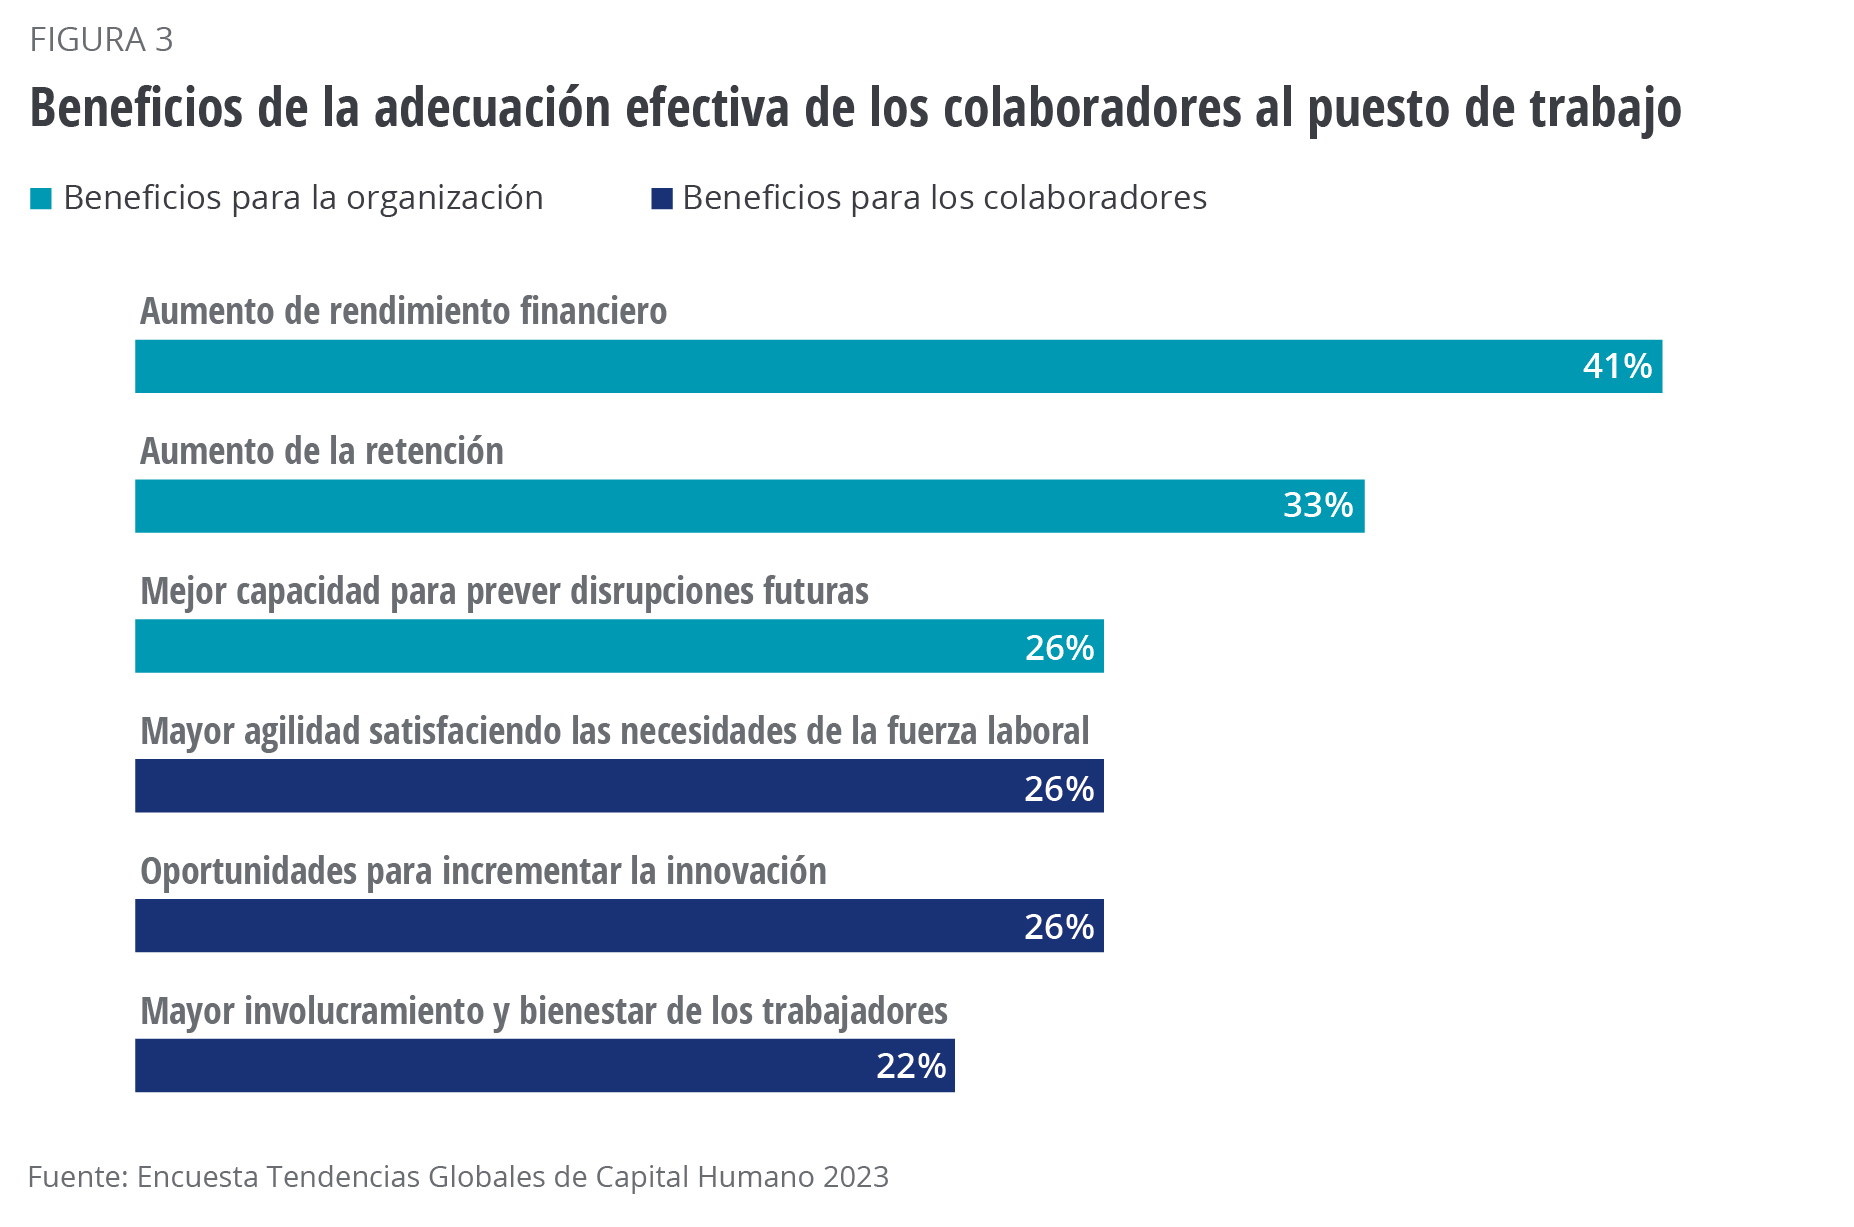 FIGURA 3
Beneficios de la adecuación efectiva de los colaboradores al puesto de trabajo
Beneficios para la organización
Beneficios para los colaboradores
Aumento de rendimiento financiero
41%
Aumento de la retención
33%
Mejor capacidad para prever disrupciones futuras
26%
Mayor agilidad satisfaciendo las necesidades de la fuerza laboral
26%
Oportunidades para incrementar la innovación
26%
Mayor involucramiento y bienestar de los trabajadores
22%
Fuente: Encuesta Tendencias Globales de Capital Humano 2023